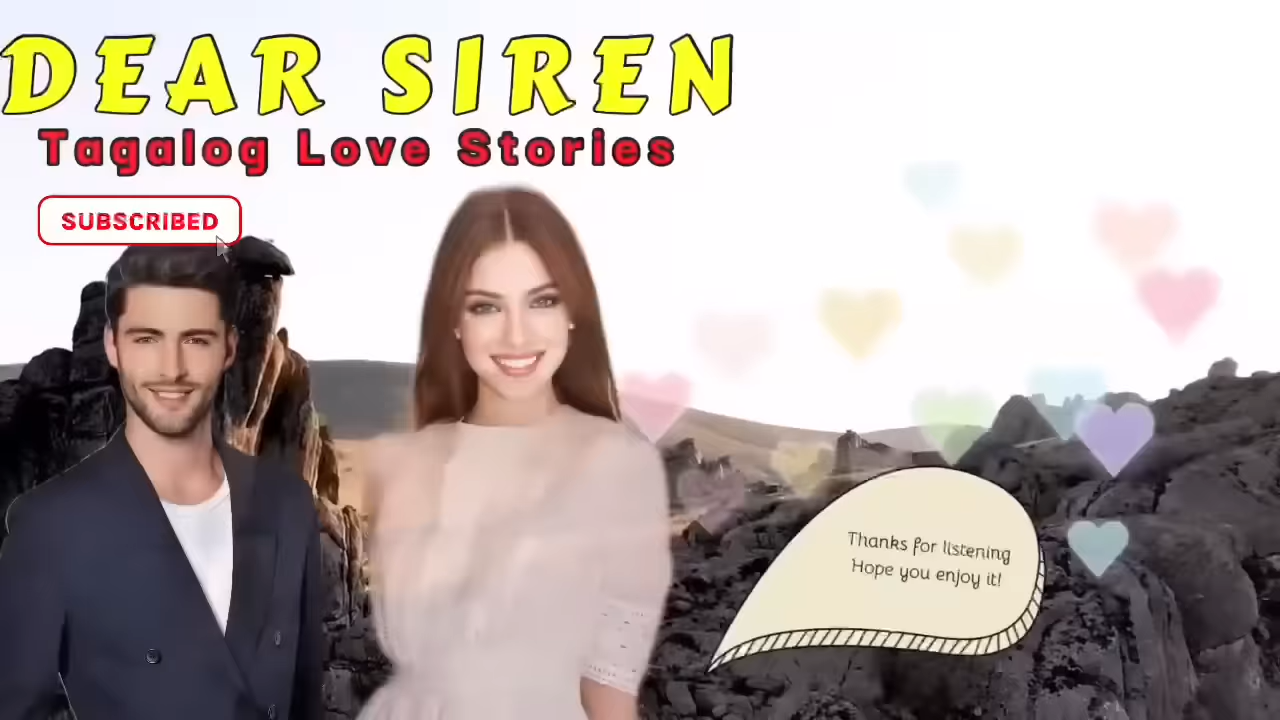 DEAR SIREN
Tagalog Love Stories
SUBSCRIBED
Thanks for listening
Hope you enjoy it!